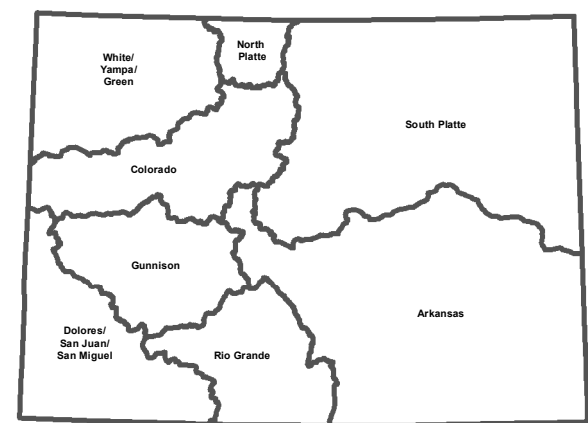 North
Platte
White/
Yampa/
Green
South Platte
Colorado
Gunnison
Arkansas
Dolores/
San Juan/
San Miguel
Rio Grande